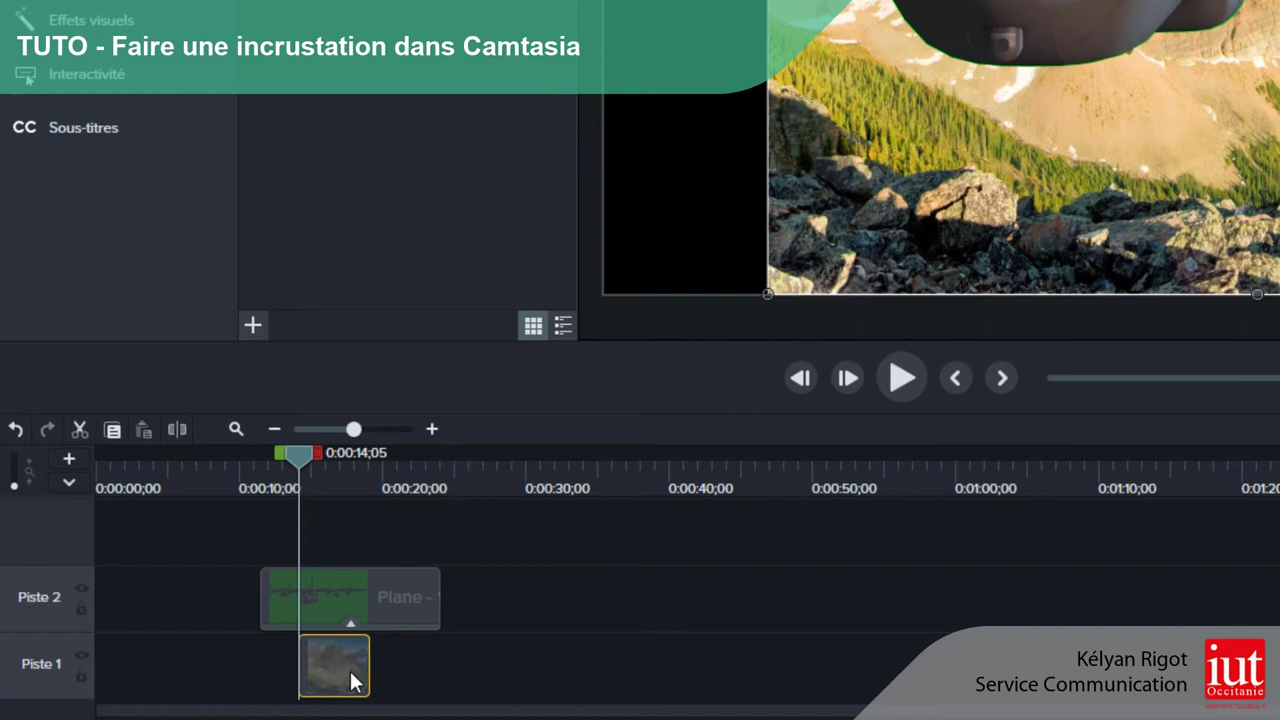 Effets visuels
TUTO - Faire une incrustation dans Camtasia
Interactivité
CC Sous-titres
0:00:14;05
0:00:00;00 0:00:10;00 0:00:20;00 0:00:30;00 0:00:40;00 0:00:50;00 0:01:00;00 0:01:10;00 0:01:20
Piste 2
Plane -
Piste 1
Kélyan Rigot
Service Communication
iut
Occitanie